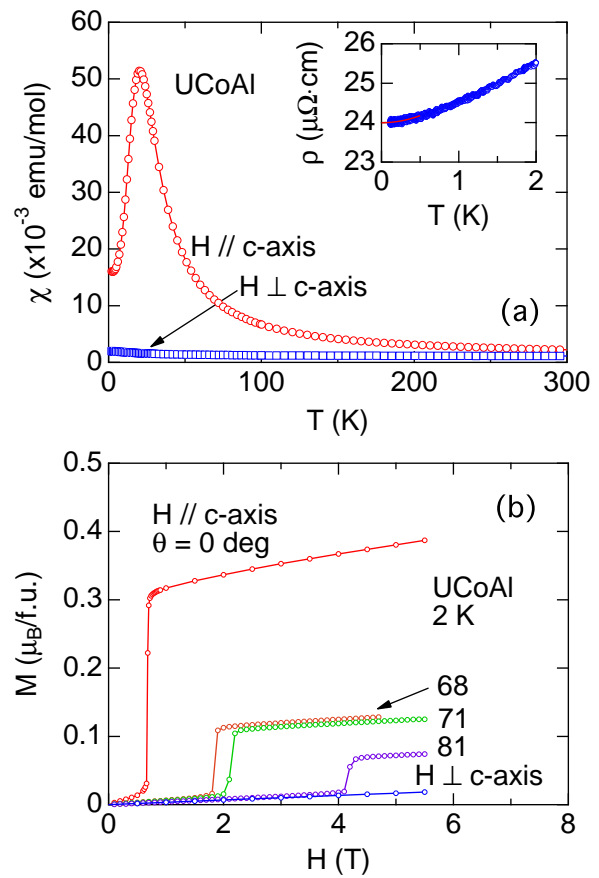 60
50
40
30
20
10
0
χ (x10⁻³ emu/mol)
UCoAl
26
25
24
23
ρ (μΩ·cm)
0 1 2
T (K)
H // c-axis
H ⊥ c-axis
(a)
0 100 200 300
T (K)
0.5
0.4
0.3
0.2
0.1
0
M (μ_B/f.u.)
(b)
H // c-axis
θ = 0 deg
UCoAl
2 K
68
71
81
H ⊥ c-axis
0 2 4 6 8
H (T)